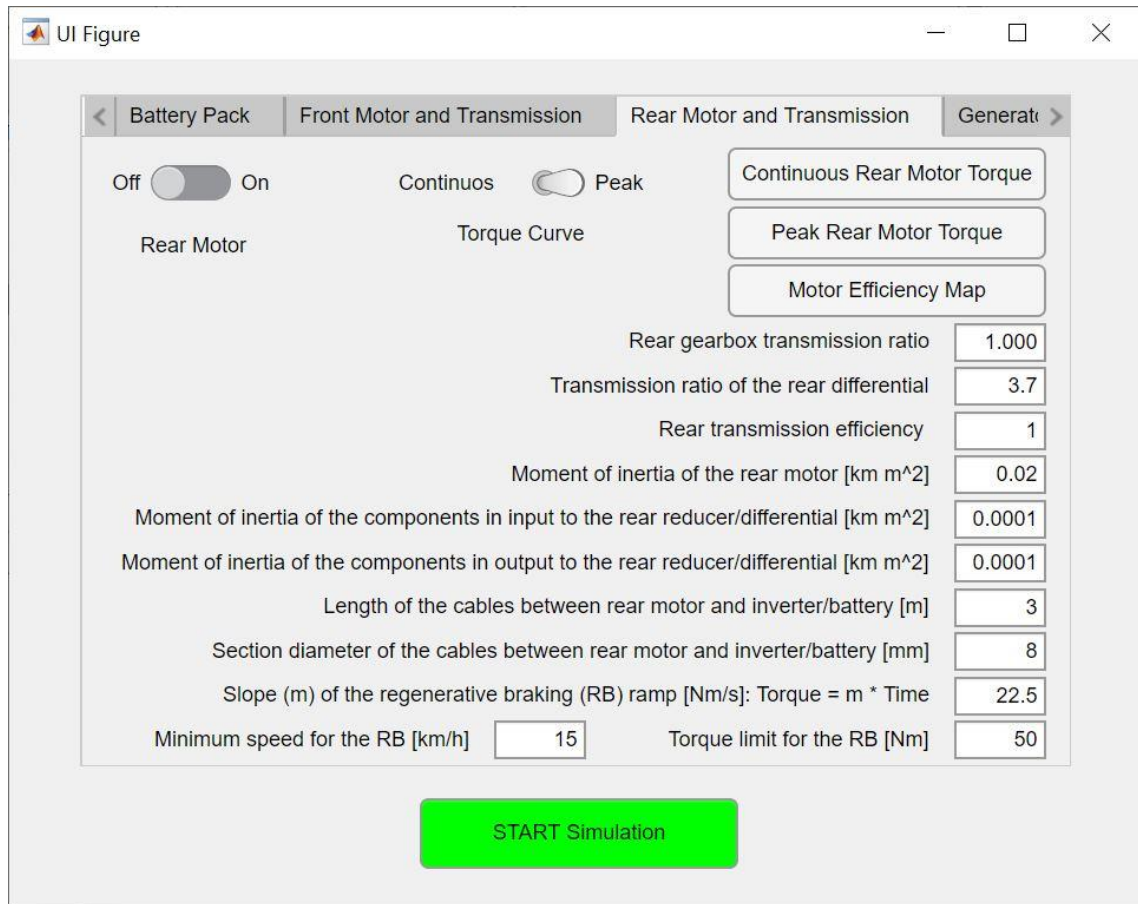 UI Figure
Battery Pack
Front Motor and Transmission
Rear Motor and Transmission
Generato
Off
On
Continuos
Peak
Continuous Rear Motor Torque
Rear Motor
Torque Curve
Peak Rear Motor Torque
Motor Efficiency Map
Rear gearbox transmission ratio 1.000
Transmission ratio of the rear differential 3.7
Rear transmission efficiency 1
Moment of inertia of the rear motor [km m^2] 0.02
Moment of inertia of the components in input to the rear reducer/differential [km m^2] 0.0001
Moment of inertia of the components in output to the rear reducer/differential [km m^2] 0.0001
Length of the cables between rear motor and inverter/battery [m] 3
Section diameter of the cables between rear motor and inverter/battery [mm] 8
Slope (m) of the regenerative braking (RB) ramp [Nm/s]: Torque = m * Time 22.5
Minimum speed for the RB [km/h] 15
Torque limit for the RB [Nm] 50
START Simulation